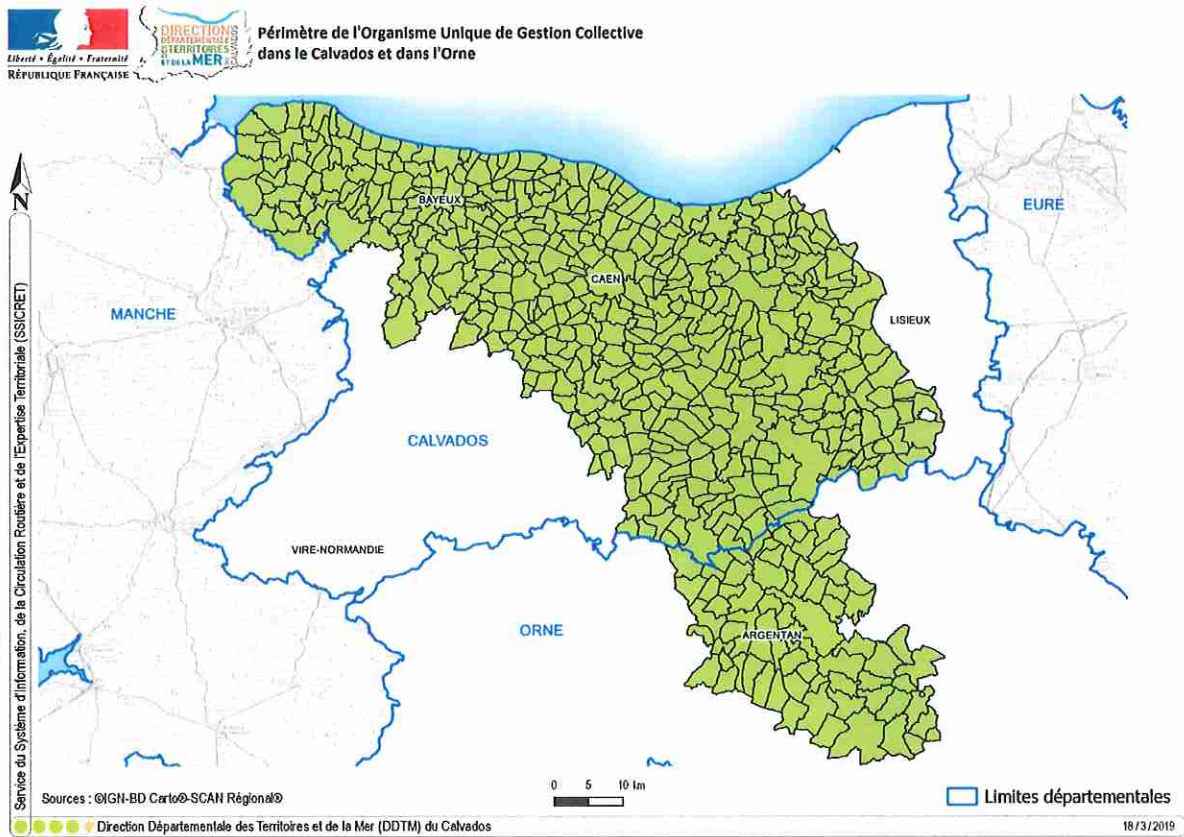 Liberté • Égalité • Fraternité
RÉPUBLIQUE FRANÇAISE
DIRECTION
DÉPARTEMENTALE
DES TERRITOIRES
ET DE LA MER
CALVADOS
Périmètre de l'Organisme Unique de Gestion Collective
dans le Calvados et dans l'Orne
N
Service du Système d'Information, de la Circulation Routière et de l'Expertise Territoriale (SSICRET)
BAYEUX
EURE
CAEN
MANCHE
LISIEUX
CALVADOS
VIRE-NORMANDIE
ORNE
ARGENTAN
0 5 10 km
Sources : ©IGN-BD Carto®-SCAN Régional®
Limites départementales
Direction Départementale des Territoires et de la Mer (DDTM) du Calvados
18/3/2019